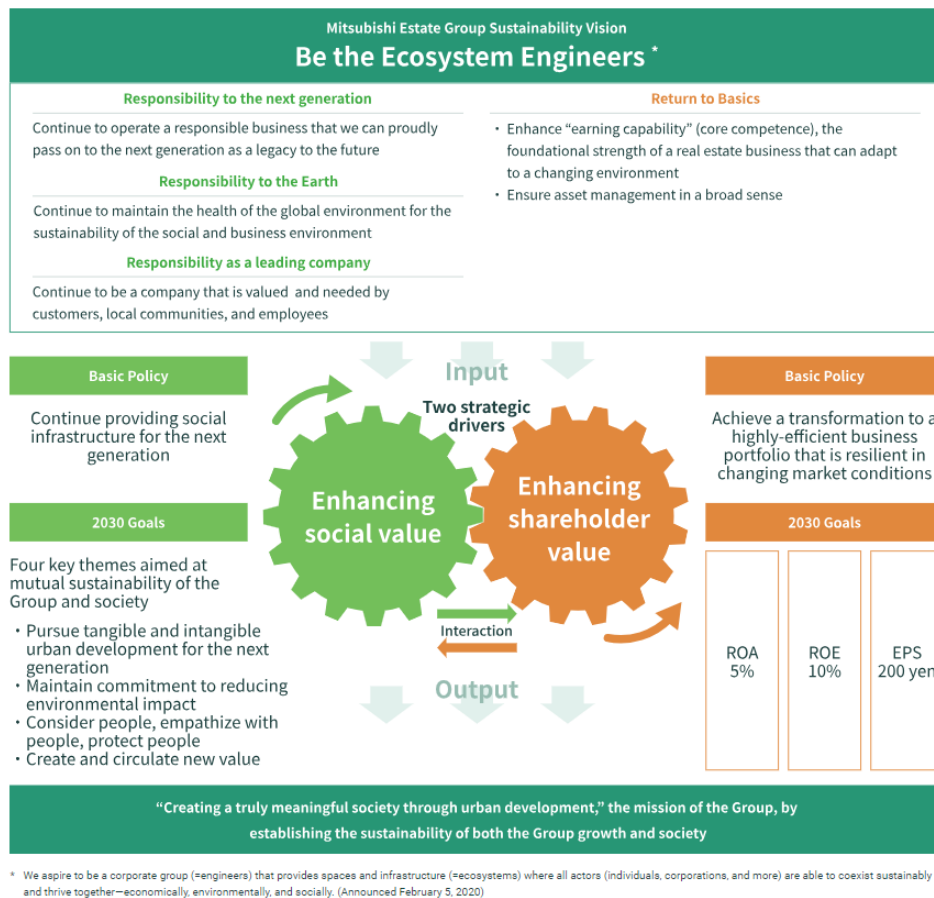 Mitsubishi Estate Group Sustainability Vision
Be the Ecosystem Engineers *
Responsibility to the next generation
Continue to operate a responsible business that we can proudly
pass on to the next generation as a legacy to the future
Responsibility to the Earth
Continue to maintain the health of the global environment for the
sustainability of the social and business environment
Responsibility as a leading company
Continue to be a company that is valued and needed by
customers, local communities, and employees
Return to Basics
・Enhance “earning capability” (core competence), the
foundational strength of a real estate business that can adapt
to a changing environment
・Ensure asset management in a broad sense
Basic Policy
Continue providing social
infrastructure for the next
generation
2030 Goals
Four key themes aimed at
mutual sustainability of the
Group and society
・Pursue tangible and intangible
urban development for the next
generation
・Maintain commitment to reducing
environmental impact
・Consider people, empathize with
people, protect people
・Create and circulate new value
Input
Two strategic
drivers
Enhancing
social value
Enhancing
shareholder
value
Interaction
Output
Basic Policy
Achieve a transformation to a
highly-efficient business
portfolio that is resilient in
changing market conditions
2030 Goals
ROA
5%
ROE
10%
EPS
200 yen
“Creating a truly meaningful society through urban development,” the mission of the Group, by
establishing the sustainability of both the Group growth and society
* We aspire to be a corporate group (=engineers) that provides spaces and infrastructure (=ecosystems) where all actors (individuals, corporations, and more) are able to coexist sustainably
and thrive together—economically, environmentally, and socially. (Announced February 5, 2020)